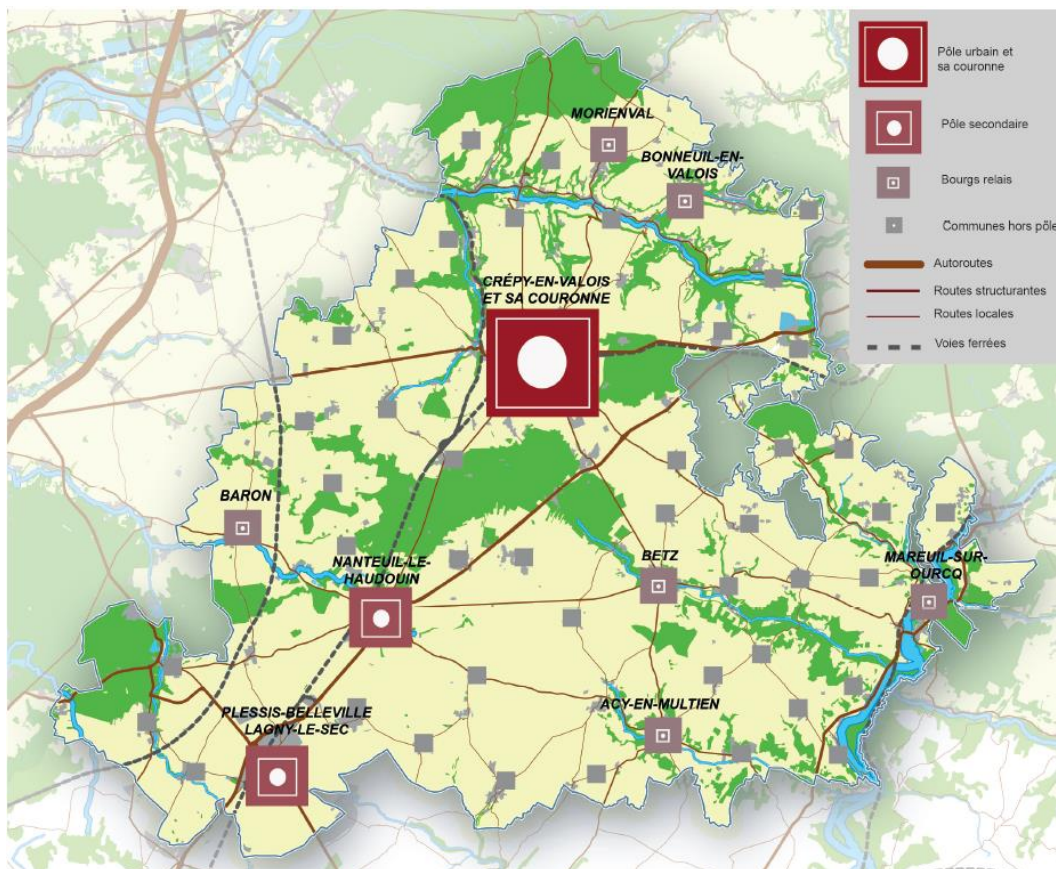 Pôle urbain et
sa couronne
Pôle secondaire
Bourgs relais
Communes hors pôle
Autoroutes
Routes structurantes
Routes locales
Voies ferrées
MORIENVAL
BONNEUIL-EN-
VALOIS
CRÉPY-EN-VALOIS
ET SA COURONNE
BARON
NANTEUIL-LE-
HAUDOUIN
BETZ
MAREUIL-SUR-
OURCQ
PLESSIS-BELLEVILLE
LAGNY-LE-SEC
ACY-EN-MULTIEN